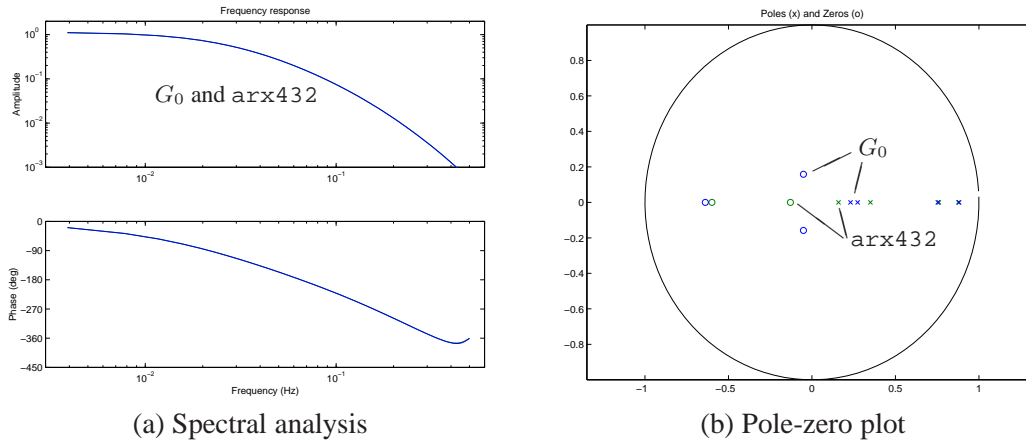 Frequency response
10^0
10^-1
10^-2
10^-3
Amplitude
G_0 and arx432
10^-2
10^-1
0
-90
-180
-270
-360
-450
Phase (deg)
10^-2
10^-1
Frequency (Hz)
(a) Spectral analysis
Poles (x) and Zeros (o)
0.8
0.6
0.4
0.2
0
-0.2
-0.4
-0.6
-0.8
G_0
arx432
-1
-0.5
0
0.5
1
(b) Pole-zero plot